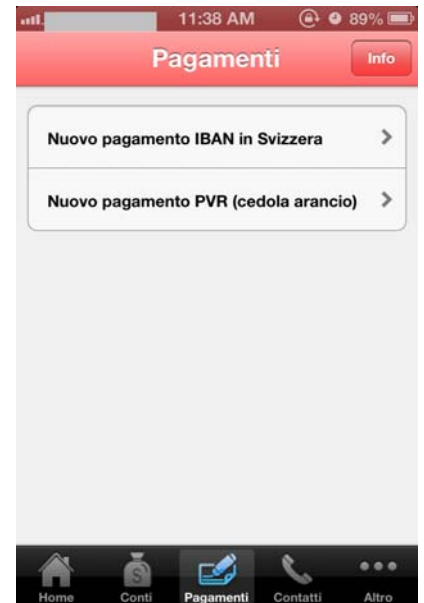 11:38 AM
89%
Pagamenti
Info
Nuovo pagamento IBAN in Svizzera
Nuovo pagamento PVR (cedola arancio)
Home Conti Pagamenti Contatti Altro